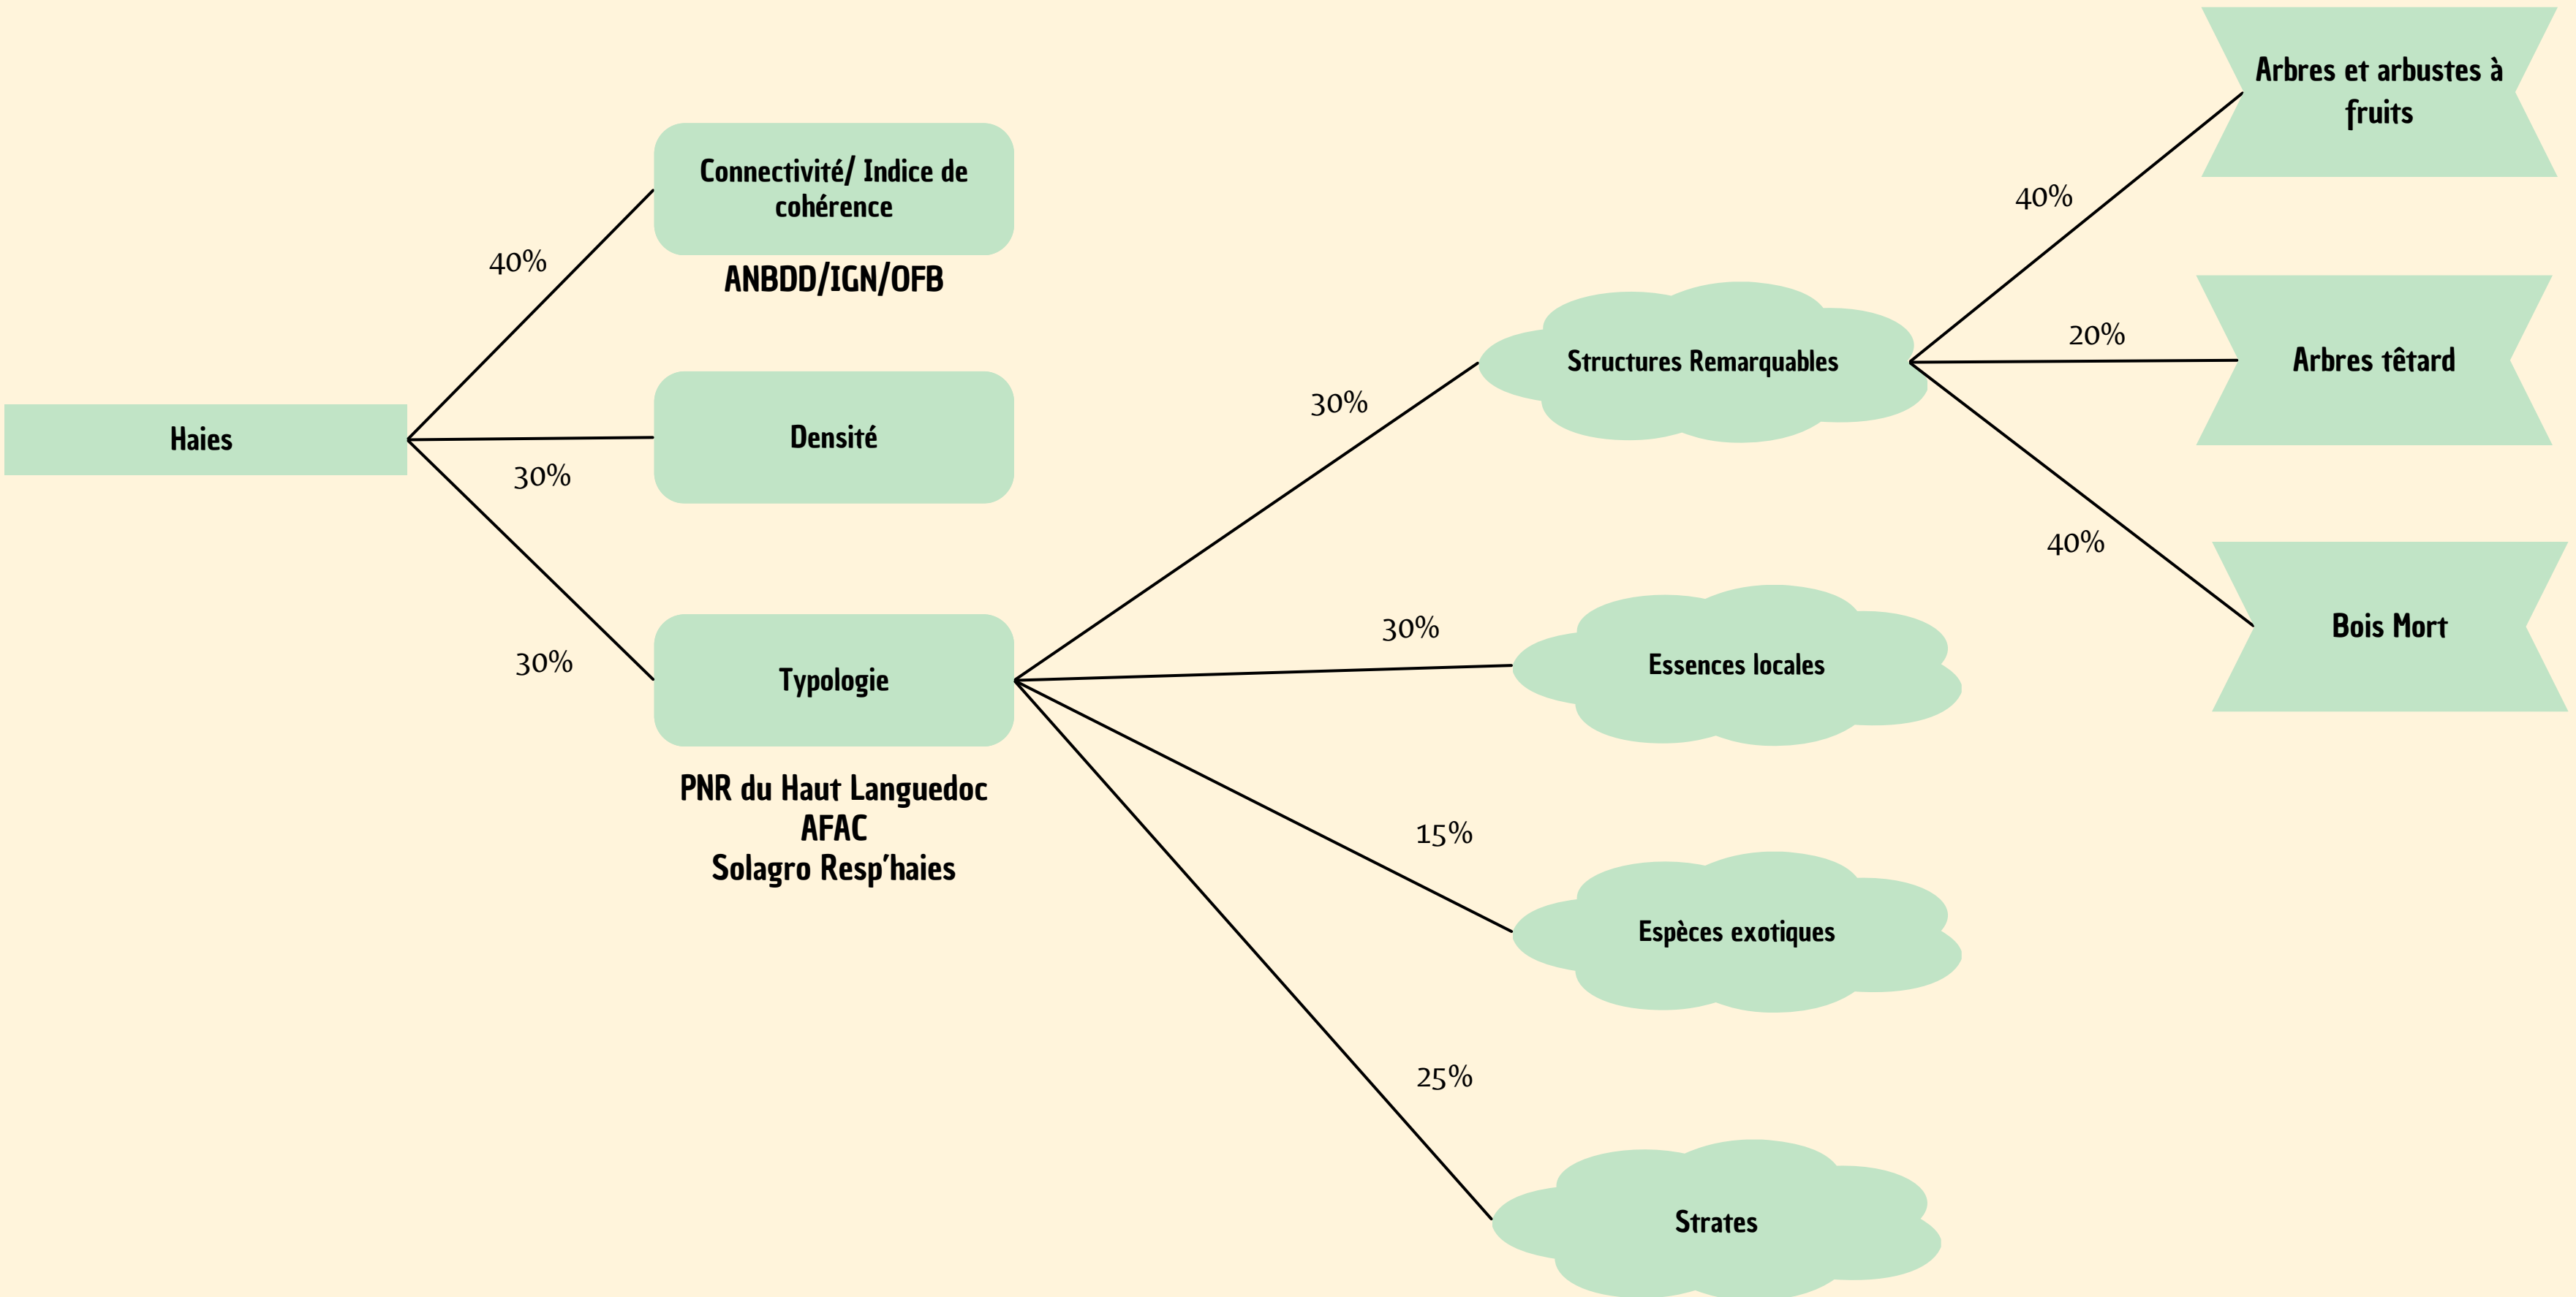 Haies
40%
30%
30%
Connectivité/ Indice de
cohérence
ANBDD/IGN/OFB
Densité
Typologie
PNR du Haut Languedoc
AFAC
Solagro Resp'haies
30%
30%
15%
25%
Structures Remarquables
Essences locales
Espèces exotiques
Strates
40%
20%
40%
Arbres et arbustes à
fruits
Arbres têtard
Bois Mort